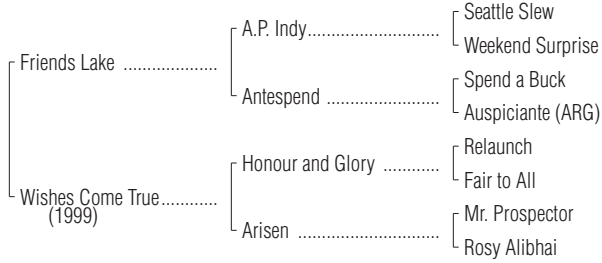 Seattle Slew
A.P. Indy............................
Weekend Surprise
Friends Lake ....................
Spend a Buck
Antespend ........................
Auspiciante (ARG)
Relaunch
Honour and Glory ............
Fair to All
Wishes Come True............
(1999)
Mr. Prospector
Arisen ..............................
Rosy Alibhai